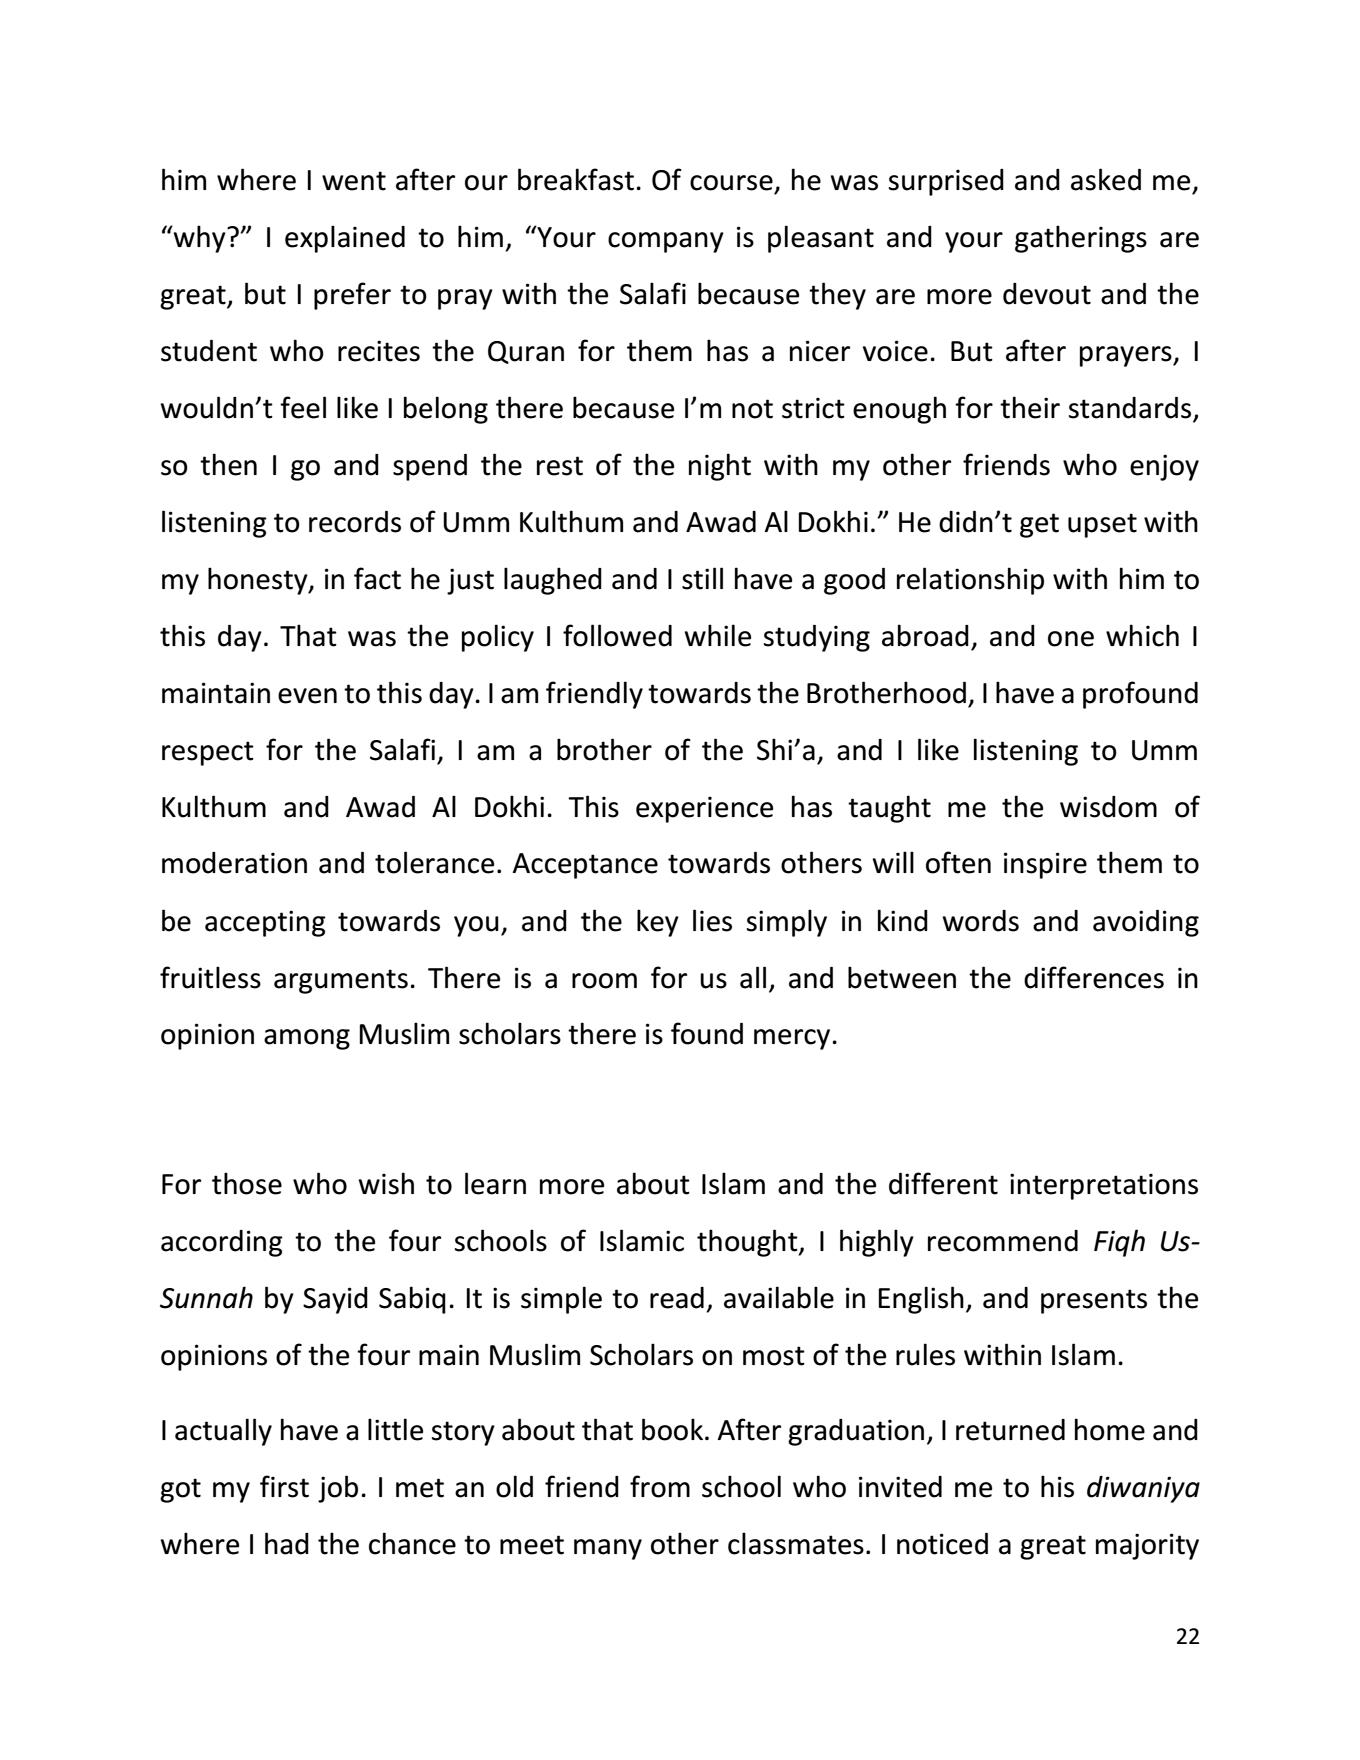 him where I went after our breakfast. Of course, he was surprised and asked me,
“why?” I explained to him, “Your company is pleasant and your gatherings are
great, but I prefer to pray with the Salafi because they are more devout and the
student who recites the Quran for them has a nicer voice. But after prayers, I
wouldn’t feel like I belong there because I’m not strict enough for their standards,
so then I go and spend the rest of the night with my other friends who enjoy
listening to records of Umm Kulthum and Awad Al Dokhi.” He didn’t get upset with
my honesty, in fact he just laughed and I still have a good relationship with him to
this day. That was the policy I followed while studying abroad, and one which I
maintain even to this day. I am friendly towards the Brotherhood, I have a profound
respect for the Salafi, I am a brother of the Shi’a, and I like listening to Umm
Kulthum and Awad Al Dokhi. This experience has taught me the wisdom of
moderation and tolerance. Acceptance towards others will often inspire them to
be accepting towards you, and the key lies simply in kind words and avoiding
fruitless arguments. There is a room for us all, and between the differences in
opinion among Muslim scholars there is found mercy.
For those who wish to learn more about Islam and the different interpretations
according to the four schools of Islamic thought, I highly recommend Fiqh Us-
Sunnah by Sayid Sabiq. It is simple to read, available in English, and presents the
opinions of the four main Muslim Scholars on most of the rules within Islam.
I actually have a little story about that book. After graduation, I returned home and
got my first job. I met an old friend from school who invited me to his diwaniya
where I had the chance to meet many other classmates. I noticed a great majority
22